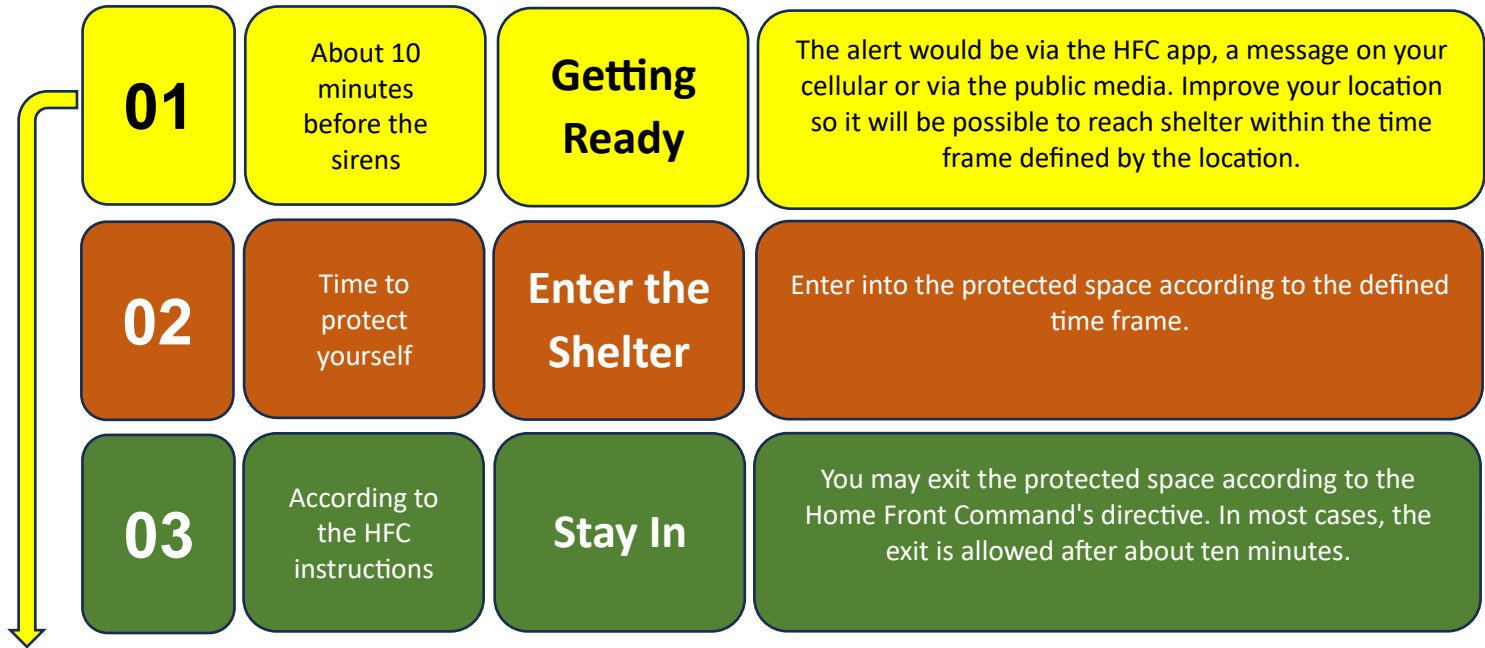 01
About 10
minutes
before the
sirens
Getting
Ready
The alert would be via the HFC app, a message on your
cellular or via the public media. Improve your location
so it will be possible to reach shelter within the time
frame defined by the location.
02
Time to
protect
yourself
Enter the
Shelter
Enter into the protected space according to the defined
time frame.
03
According to
the HFC
instructions
Stay In
You may exit the protected space according to the
Home Front Command's directive. In most cases, the
exit is allowed after about ten minutes.